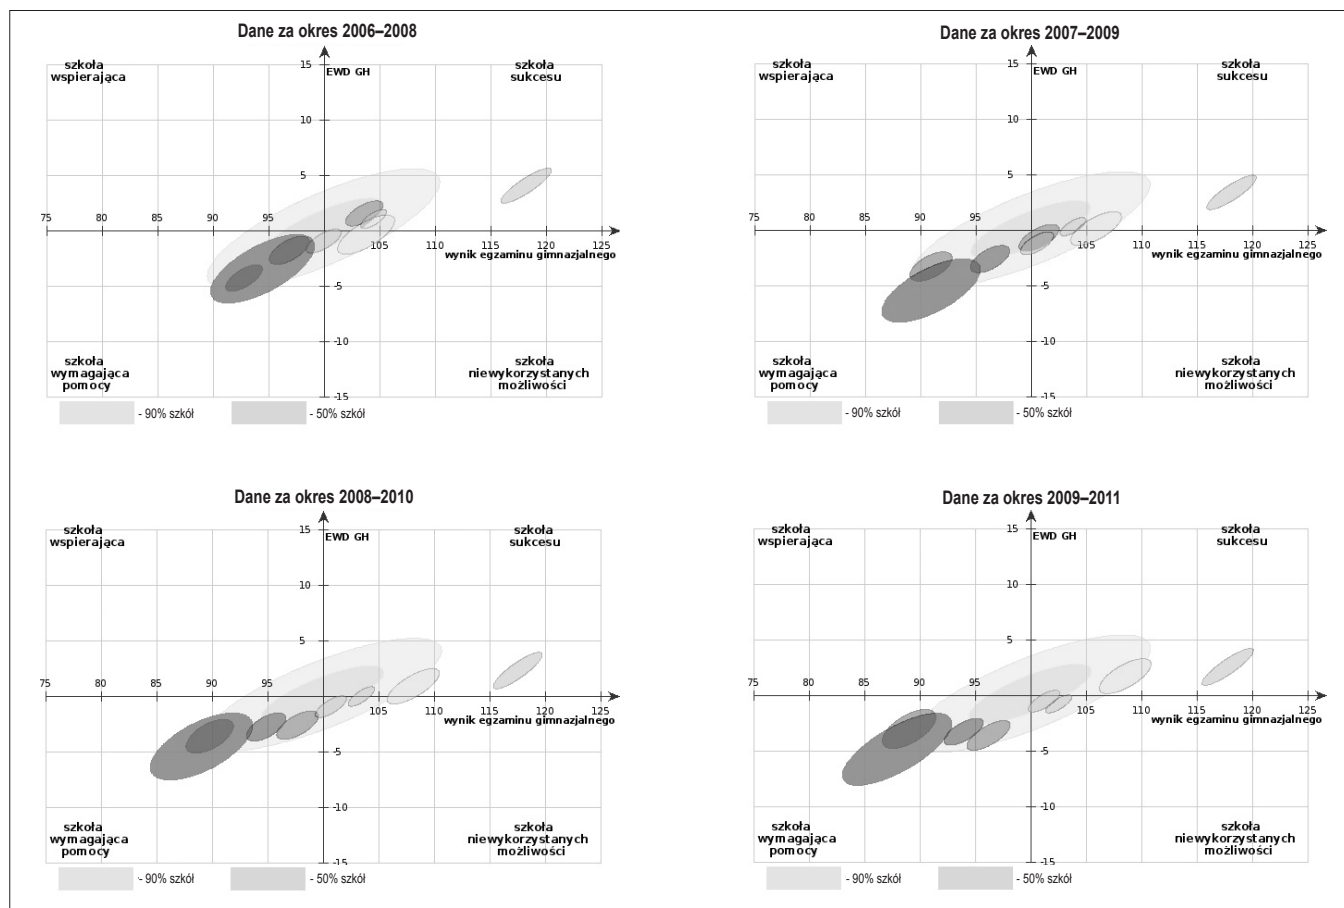 Dane za okres 2006–2008
szkoła
wspierająca
15
EWD GH
szkoła
sukcesu
10
5
75 80 85 90 95 105 110 115 120 125
wynik egzaminu gimnazjalnego
-5
-10
szkoła
wymagająca
pomocy
szkoła
niewykorzystanych
możliwości
-15
- 90% szkół
- 50% szkół
Dane za okres 2007–2009
szkoła
wspierająca
15
EWD GH
szkoła
sukcesu
10
5
75 80 85 90 95 105 110 115 120 125
wynik egzaminu gimnazjalnego
-5
-10
szkoła
wymagająca
pomocy
szkoła
niewykorzystanych
możliwości
-15
- 90% szkół
- 50% szkół
Dane za okres 2008–2010
szkoła
wspierająca
15
EWD GH
szkoła
sukcesu
10
5
75 80 85 90 95 105 110 115 120 125
wynik egzaminu gimnazjalnego
-5
-10
szkoła
wymagająca
pomocy
szkoła
niewykorzystanych
możliwości
-15
- 90% szkół
- 50% szkół
Dane za okres 2009–2011
szkoła
wspierająca
15
EWD GH
szkoła
sukcesu
10
5
75 80 85 90 95 105 110 115 120 125
wynik egzaminu gimnazjalnego
-5
-10
szkoła
wymagająca
pomocy
szkoła
niewykorzystanych
możliwości
-15
- 90% szkół
- 50% szkół